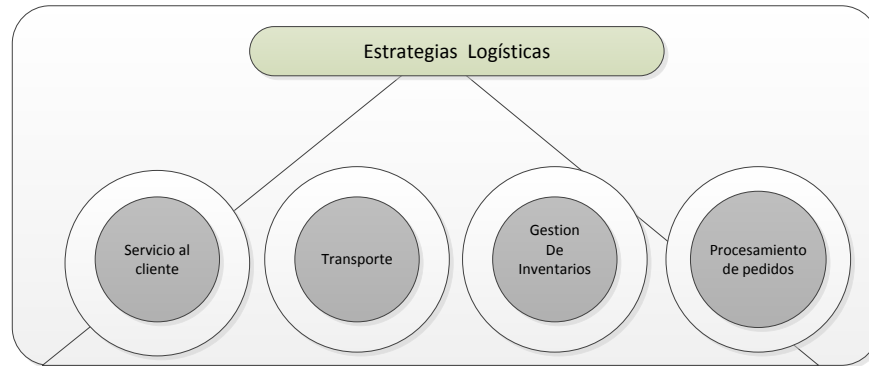 Estrategias Logísticas
Servicio al
cliente
Transporte
Gestion
De
Inventarios
Procesamiento
de pedidos